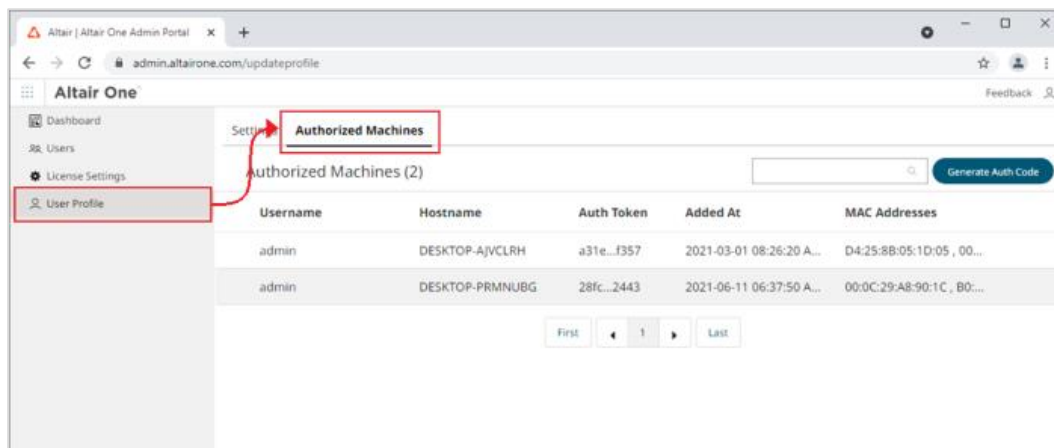 Altair | Altair One Admin Portal
admin.altairone.com/updateprofile
Altair One
Feedback
Dashboard
Users
License Settings
User Profile
Settings Authorized Machines
Authorized Machines (2)
Generate Auth Code
Username Hostname Auth Token Added At MAC Addresses
admin DESKTOP-AJVCLRH a31e...f357 2021-03-01 08:26:20 A... D4:25:8B:05:1D:05 , 00...
admin DESKTOP-PRMNUBG 28fc...2443 2021-06-11 06:37:50 A... 00:0C:29:A8:90:1C , B0:...
First 1 Last